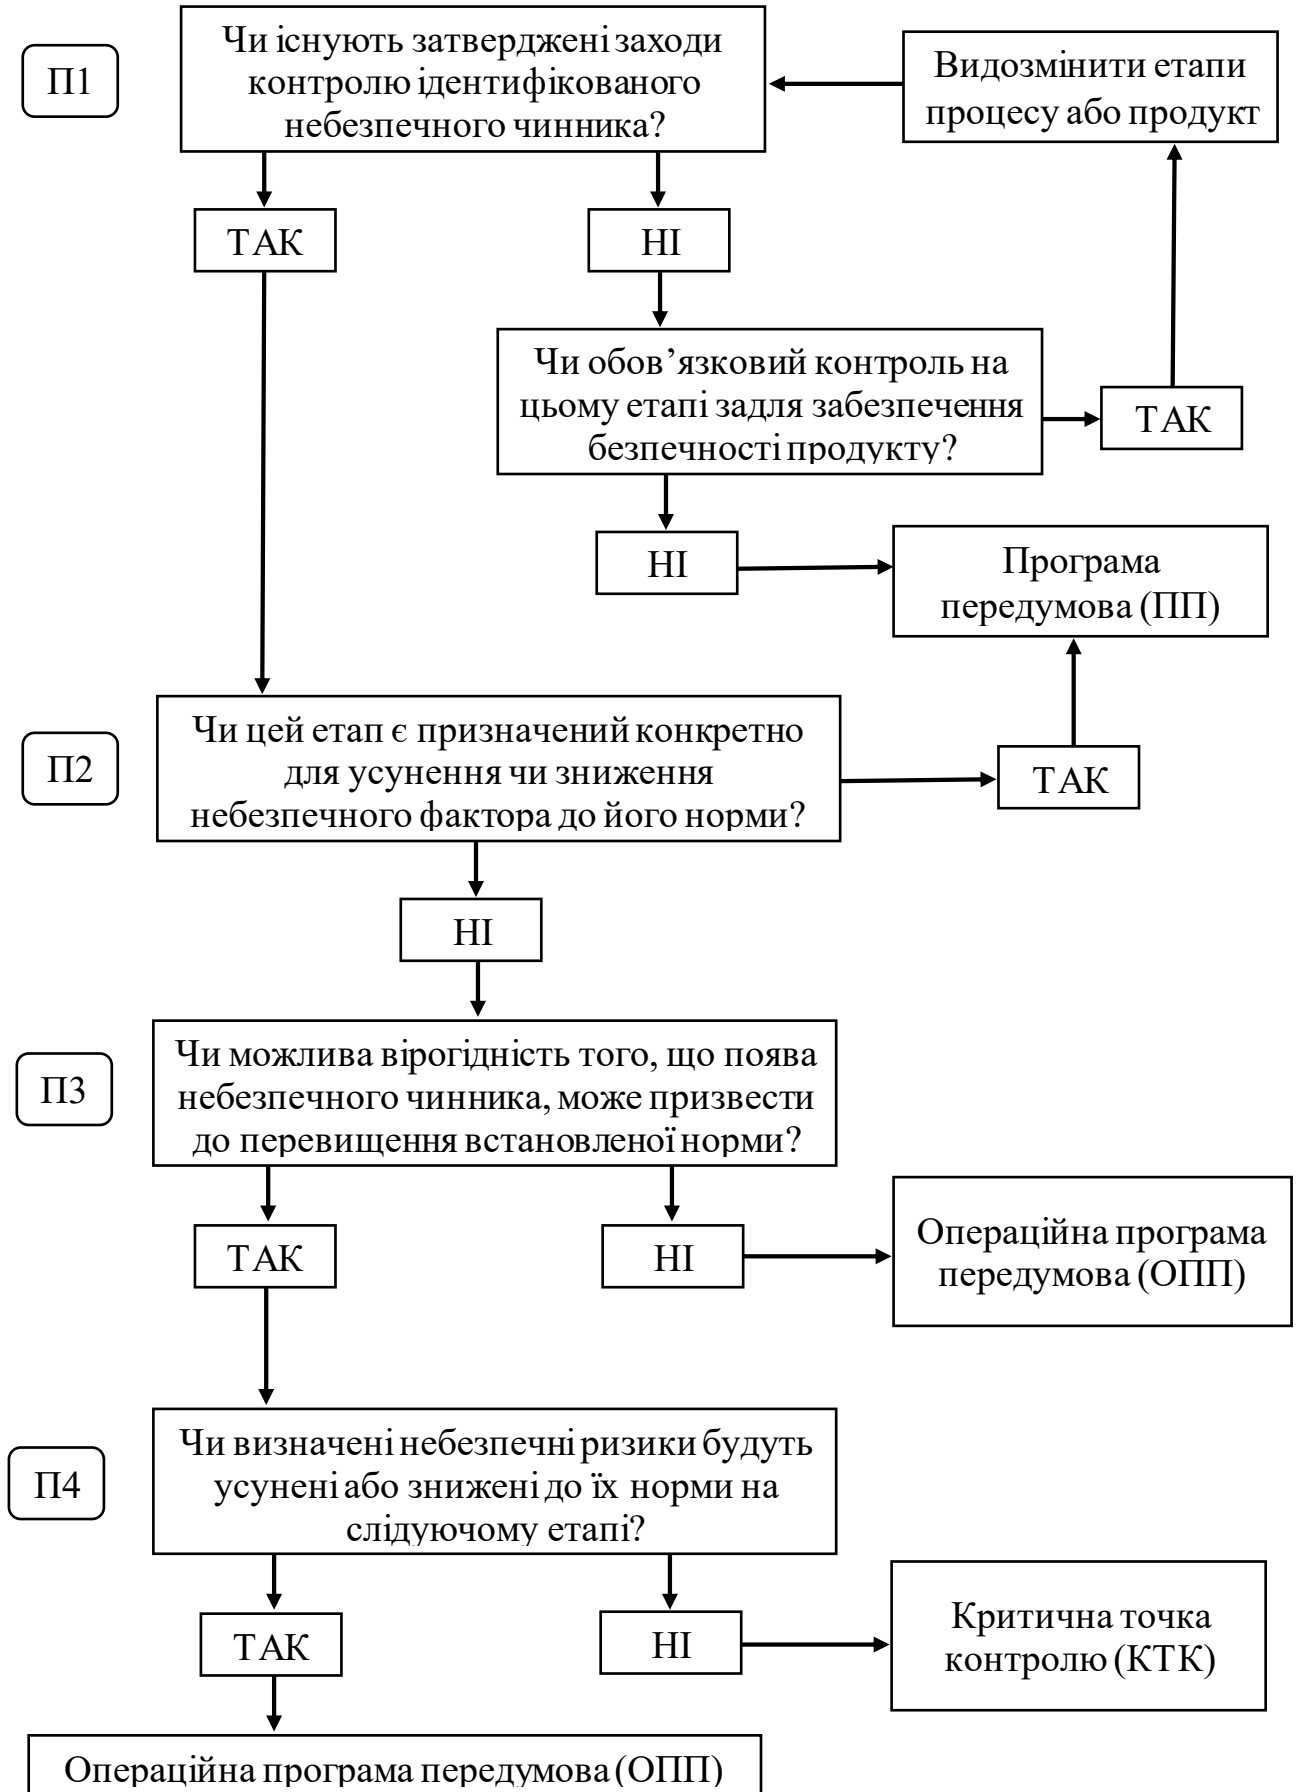 П1
Чи існують затверджені заходи
контролю ідентифікованого
небезпечного чинника?
Видозмінити етапи
процесу або продукт
ТАК
НІ
Чи обов’язковий контроль на
цьому етапі задля забезпечення
безпечності продукту?
ТАК
НІ
Програма
передумова (ПП)
П2
Чи цей етап є призначений конкретно
для усунення чи зниження
небезпечного фактора до його норми?
ТАК
НІ
П3
Чи можлива вірогідність того, що поява
небезпечного чинника, може призвести
до перевищення встановленої норми?
ТАК
НІ
Операційна програма
передумова (ОПП)
П4
Чи визначені небезпечні ризики будуть
усунені або знижені до їх норми на
слідуючому етапі?
ТАК
НІ
Критична точка
контролю (КТК)
Операційна програма передумова (ОПП)